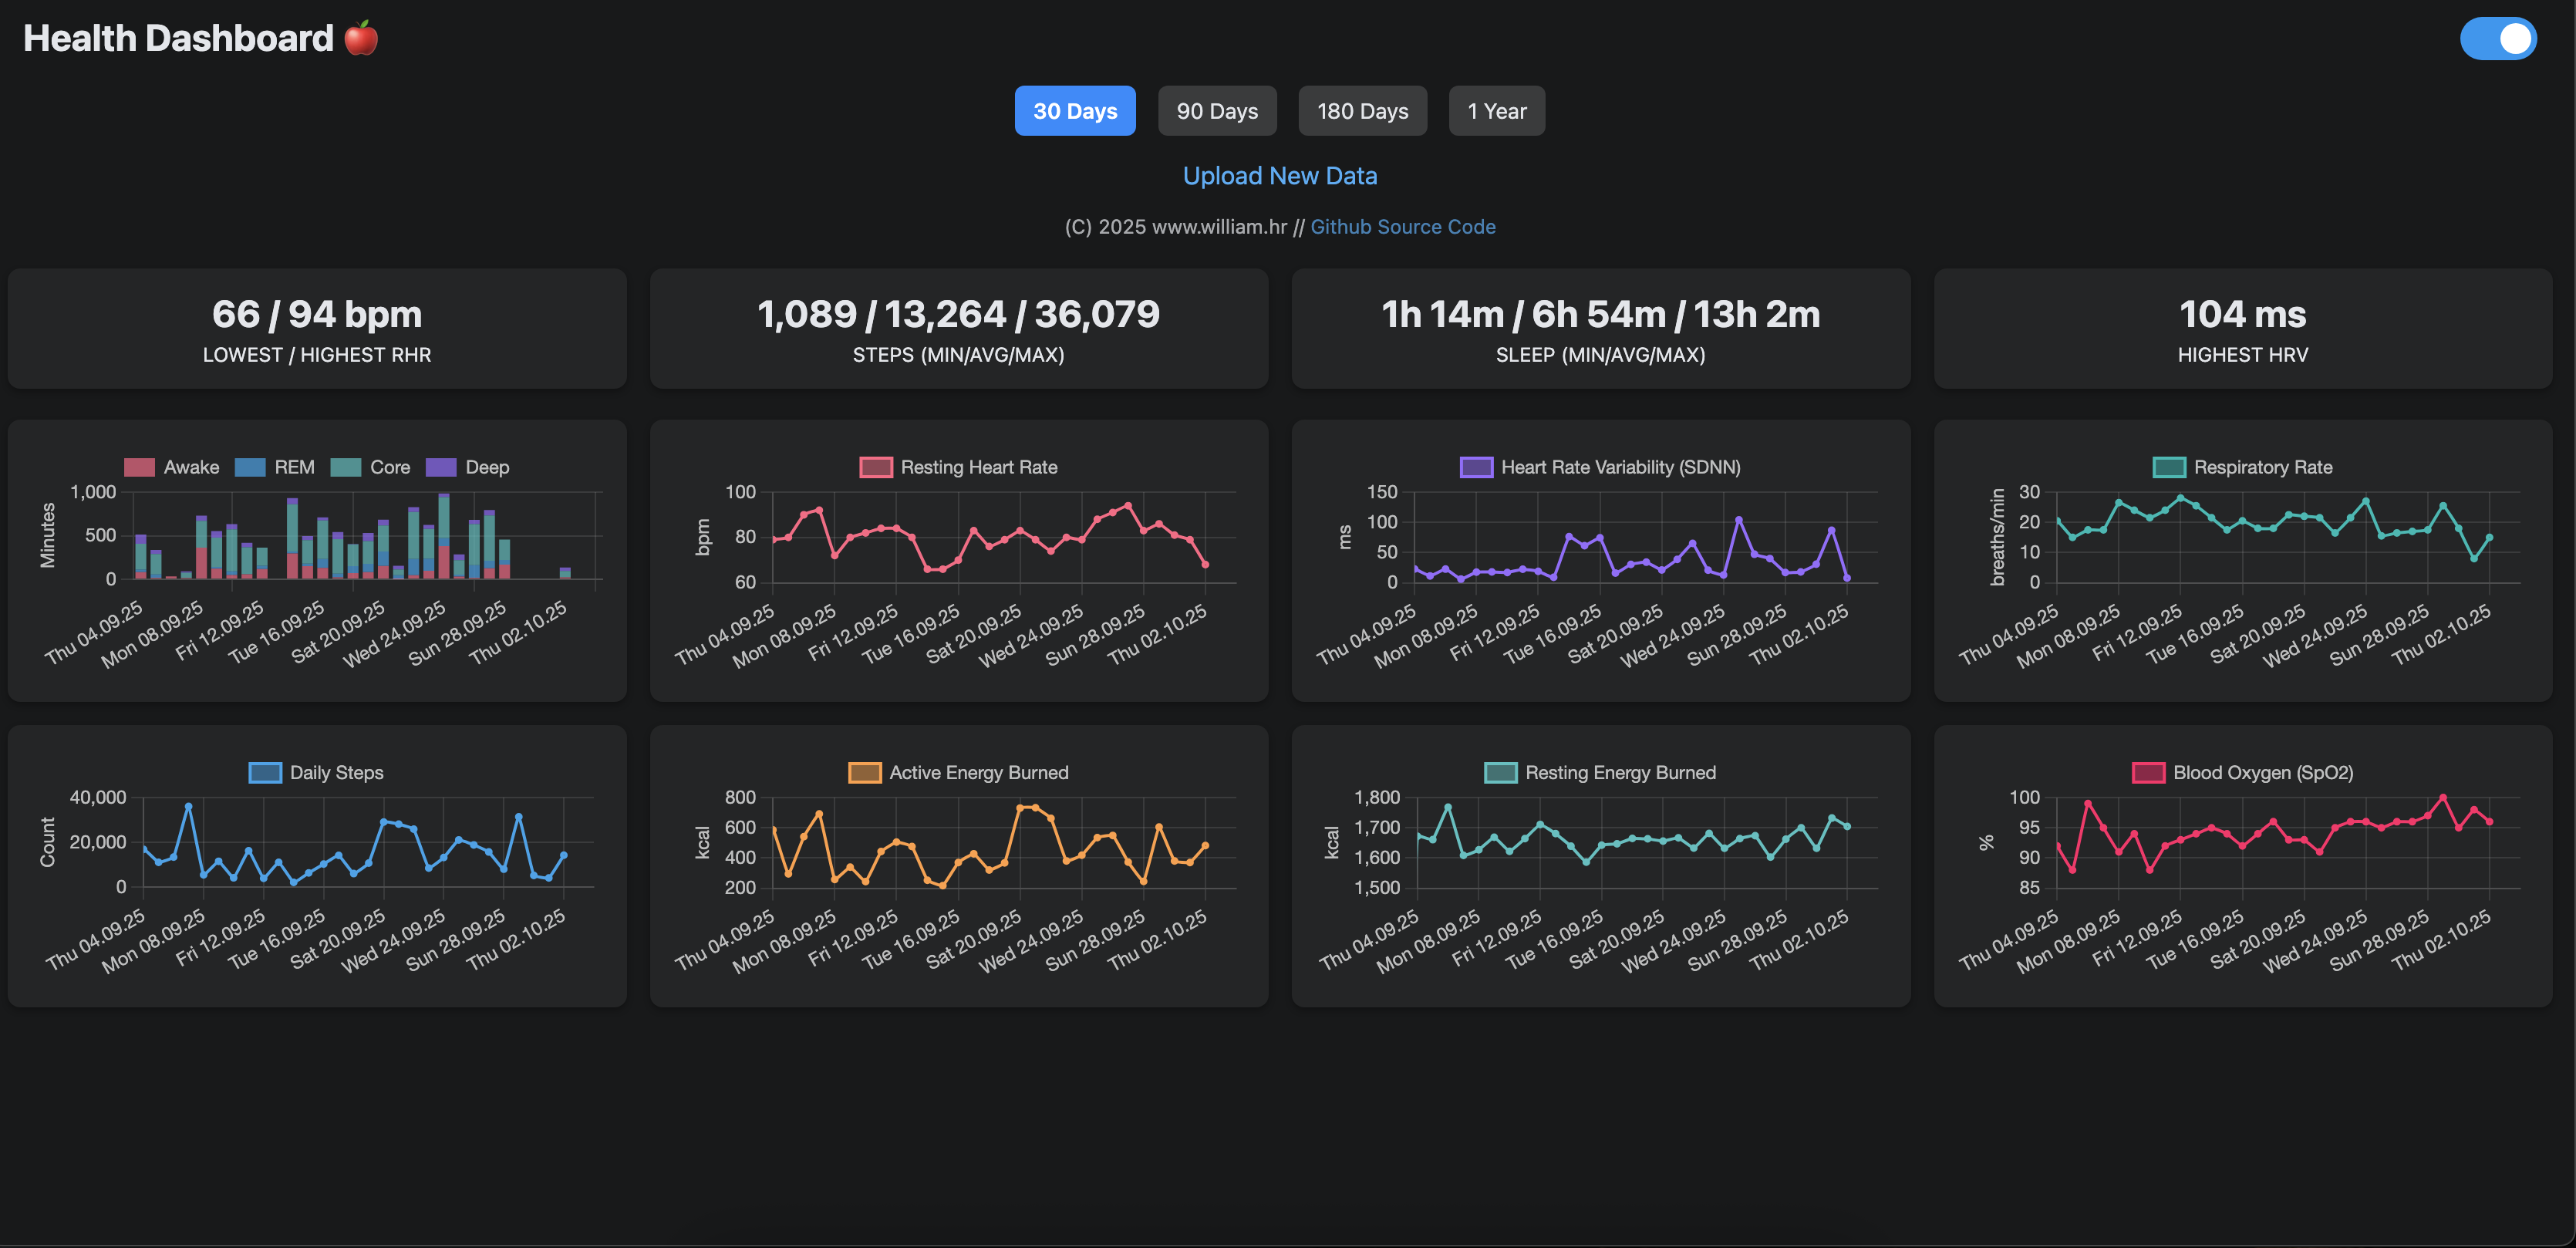 Health Dashboard 🍎
30 Days 90 Days 180 Days 1 Year
Upload New Data
(C) 2025 www.william.hr // Github Source Code
66 / 94 bpm
LOWEST / HIGHEST RHR
1,089 / 13,264 / 36,079
STEPS (MIN/AVG/MAX)
1h 14m / 6h 54m / 13h 2m
SLEEP (MIN/AVG/MAX)
104 ms
HIGHEST HRV
Awake REM Core Deep
Minutes
1,000
500
0
Thu 04.09.25
Mon 08.09.25
Fri 12.09.25
Tue 16.09.25
Sat 20.09.25
Wed 24.09.25
Sun 28.09.25
Thu 02.10.25
Resting Heart Rate
bpm
100
80
60
Thu 04.09.25
Mon 08.09.25
Fri 12.09.25
Tue 16.09.25
Sat 20.09.25
Wed 24.09.25
Sun 28.09.25
Thu 02.10.25
Heart Rate Variability (SDNN)
ms
150
100
50
0
Thu 04.09.25
Mon 08.09.25
Fri 12.09.25
Tue 16.09.25
Sat 20.09.25
Wed 24.09.25
Sun 28.09.25
Thu 02.10.25
Respiratory Rate
breaths/min
30
20
10
0
Thu 04.09.25
Mon 08.09.25
Fri 12.09.25
Tue 16.09.25
Sat 20.09.25
Wed 24.09.25
Sun 28.09.25
Thu 02.10.25
Daily Steps
Count
40,000
20,000
0
Thu 04.09.25
Mon 08.09.25
Fri 12.09.25
Tue 16.09.25
Sat 20.09.25
Wed 24.09.25
Sun 28.09.25
Thu 02.10.25
Active Energy Burned
kcal
800
600
400
200
Thu 04.09.25
Mon 08.09.25
Fri 12.09.25
Tue 16.09.25
Sat 20.09.25
Wed 24.09.25
Sun 28.09.25
Thu 02.10.25
Resting Energy Burned
kcal
1,800
1,700
1,600
1,500
Thu 04.09.25
Mon 08.09.25
Fri 12.09.25
Tue 16.09.25
Sat 20.09.25
Wed 24.09.25
Sun 28.09.25
Thu 02.10.25
Blood Oxygen (SpO2)
%
100
95
90
85
Thu 04.09.25
Mon 08.09.25
Fri 12.09.25
Tue 16.09.25
Sat 20.09.25
Wed 24.09.25
Sun 28.09.25
Thu 02.10.25